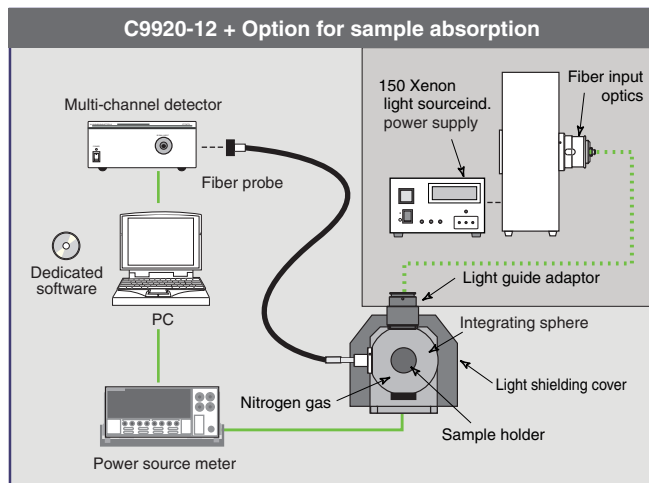 C9920-12 + Option for sample absorption
Multi-channel detector
Fiber probe
150 Xenon
light sourceind.
power supply
Fiber input
optics
Dedicated
software
PC
Light guide adaptor
Integrating sphere
Light shielding cover
Nitrogen gas
Sample holder
Power source meter